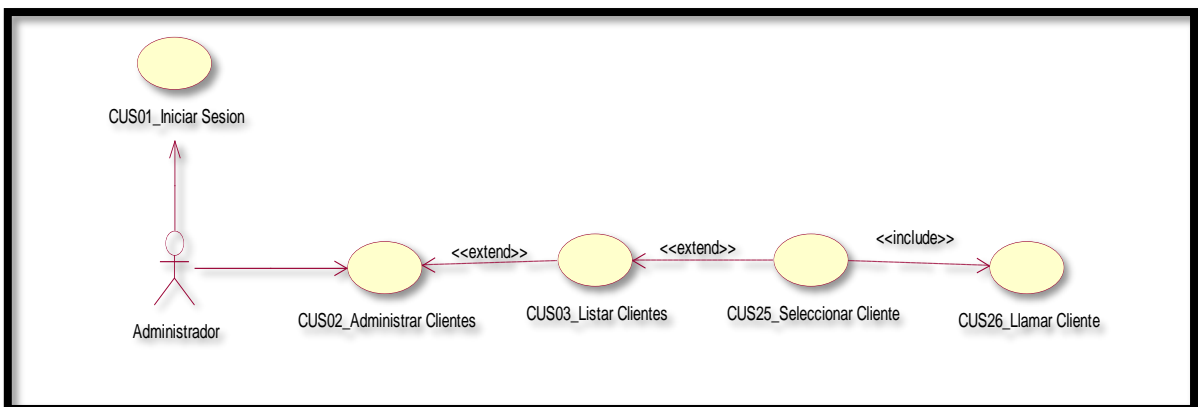 CUS01_Iniciar Sesion
<<extend>>
<<extend>>
<<include>>
Administrador
CUS02_Administrar Clientes
CUS03_Listar Clientes
CUS25_Seleccionar Cliente
CUS26_Llamar Cliente